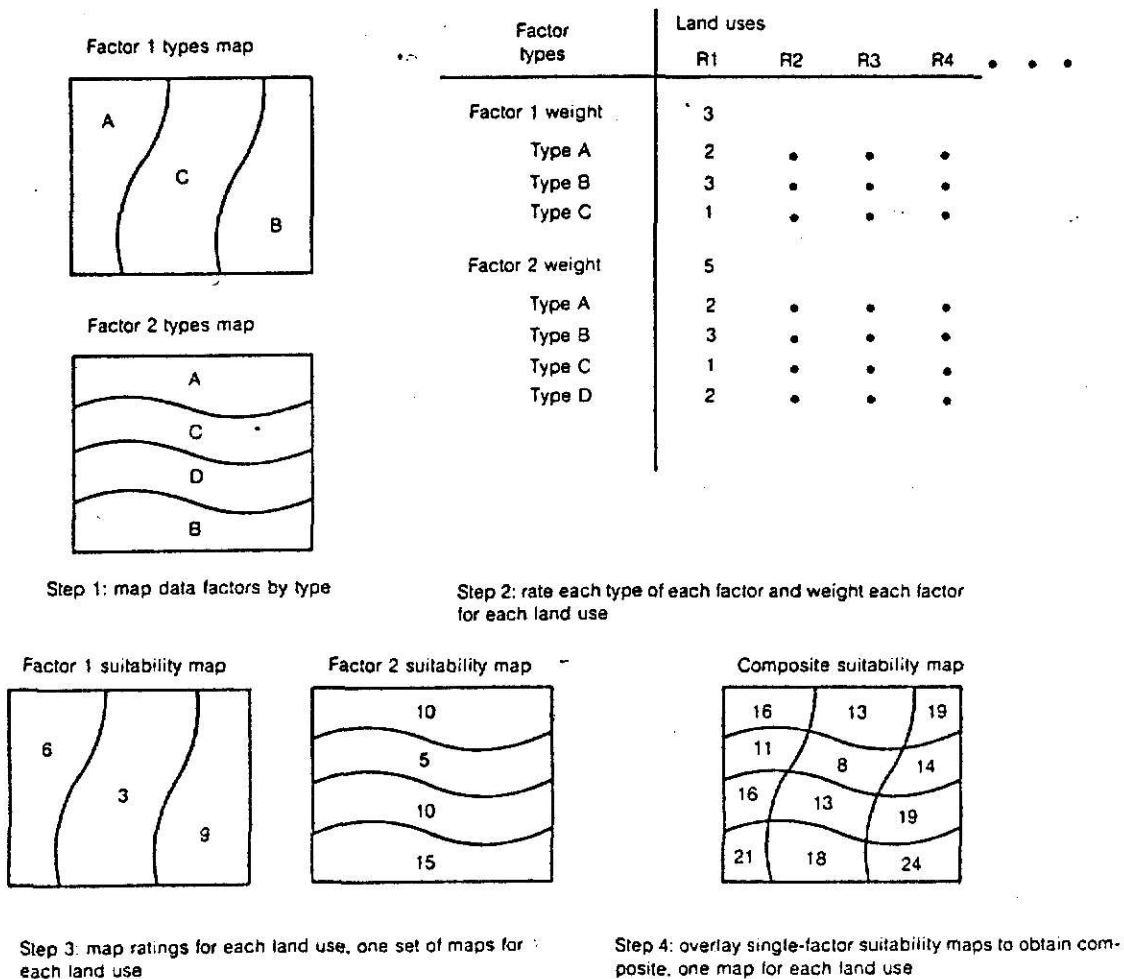 Factor 1 types map
A
C
B
Factor 2 types map
A
C
D
B
Step 1: map data factors by type
Factor types
Land uses
R1 R2 R3 R4 • • •
Factor 1 weight 3
Type A 2 • • •
Type B 3 • • •
Type C 1 • • •
Factor 2 weight 5
Type A 2 • • •
Type B 3 • • •
Type C 1 • • •
Type D 2 • • •
Step 2: rate each type of each factor and weight each factor
for each land use
Factor 1 suitability map
6
3
9
Factor 2 suitability map
10
5
10
15
Composite suitability map
16 13 19
11 8 14
16 13 19
21 18 24
Step 3: map ratings for each land use, one set of maps for
each land use
Step 4: overlay single-factor suitability maps to obtain com-
posite, one map for each land use